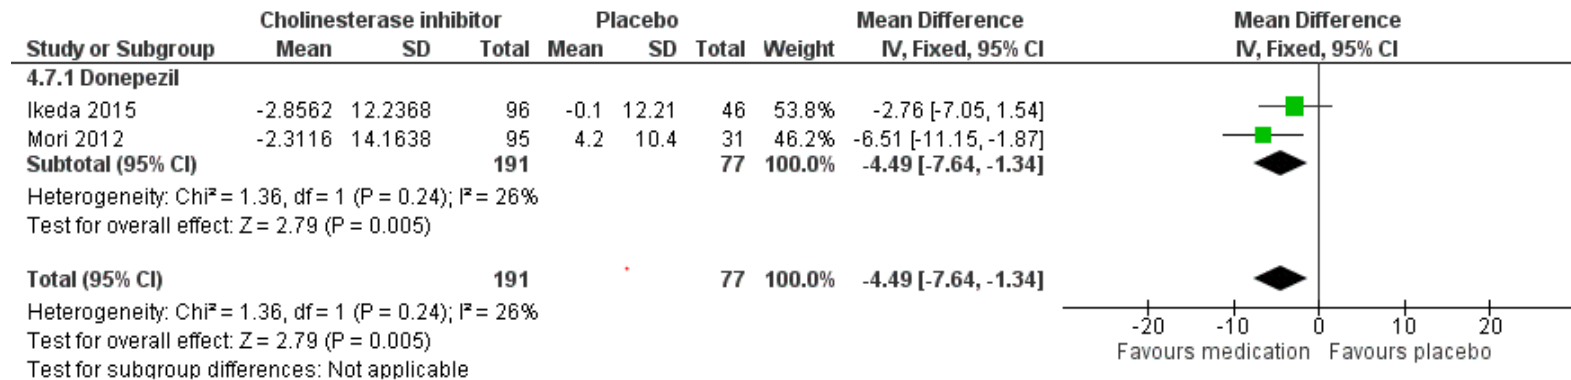 Cholinesterase inhibitor Placebo Mean Difference Mean Difference
Study or Subgroup Mean SD Total Mean SD Total Weight IV, Fixed, 95% CI IV, Fixed, 95% CI
4.7.1 Donepezil
Ikeda 2015 -2.8562 12.2368 96 -0.1 12.21 46 53.8% -2.76 [-7.05, 1.54]
Mori 2012 -2.3116 14.1638 95 4.2 10.4 31 46.2% -6.51 [-11.15, -1.87]
Subtotal (95% CI) 191 77 100.0% -4.49 [-7.64, -1.34]
Heterogeneity: Chi² = 1.36, df = 1 (P = 0.24); I² = 26%
Test for overall effect: Z = 2.79 (P = 0.005)
Total (95% CI) 191 77 100.0% -4.49 [-7.64, -1.34]
Heterogeneity: Chi² = 1.36, df = 1 (P = 0.24); I² = 26%
Test for overall effect: Z = 2.79 (P = 0.005)
Test for subgroup differences: Not applicable
-20 -10 0 10 20
Favours medication Favours placebo